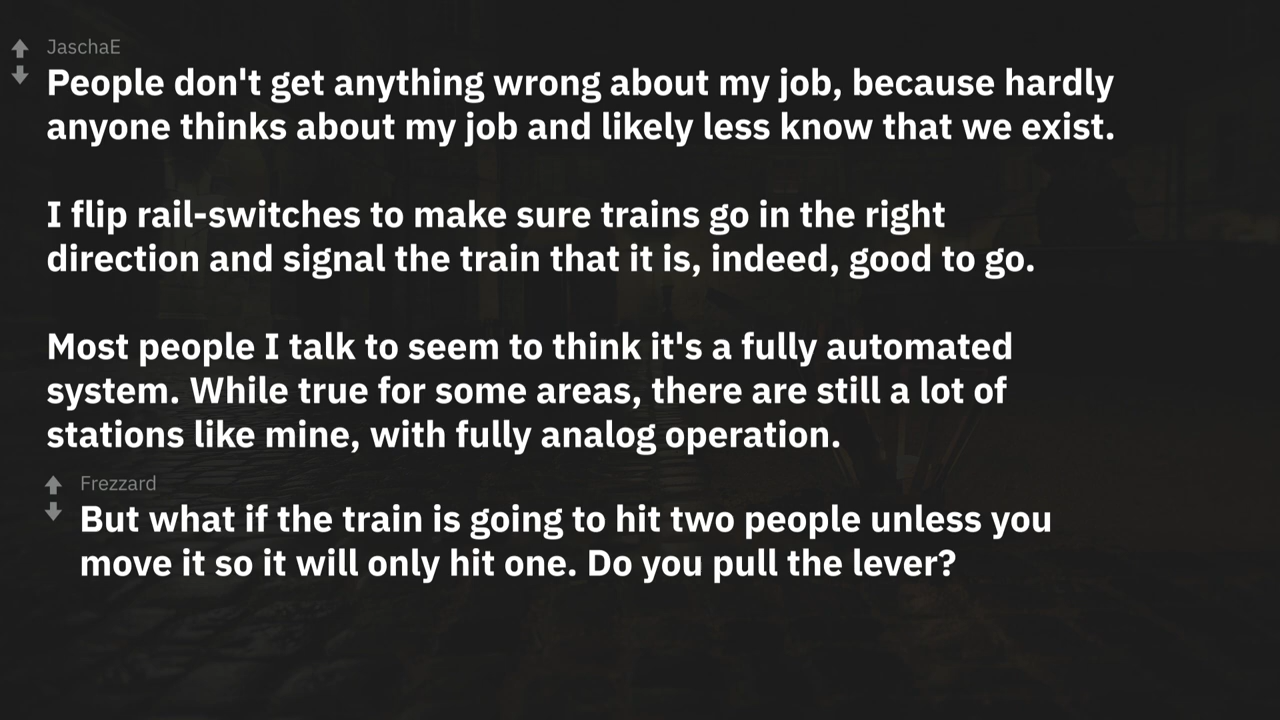 JaschaE
People don't get anything wrong about my job, because hardly
anyone thinks about my job and likely less know that we exist.
I flip rail-switches to make sure trains go in the right
direction and signal the train that it is, indeed, good to go.
Most people I talk to seem to think it's a fully automated
system. While true for some areas, there are still a lot of
stations like mine, with fully analog operation.
Frezzard
But what if the train is going to hit two people unless you
move it so it will only hit one. Do you pull the lever?